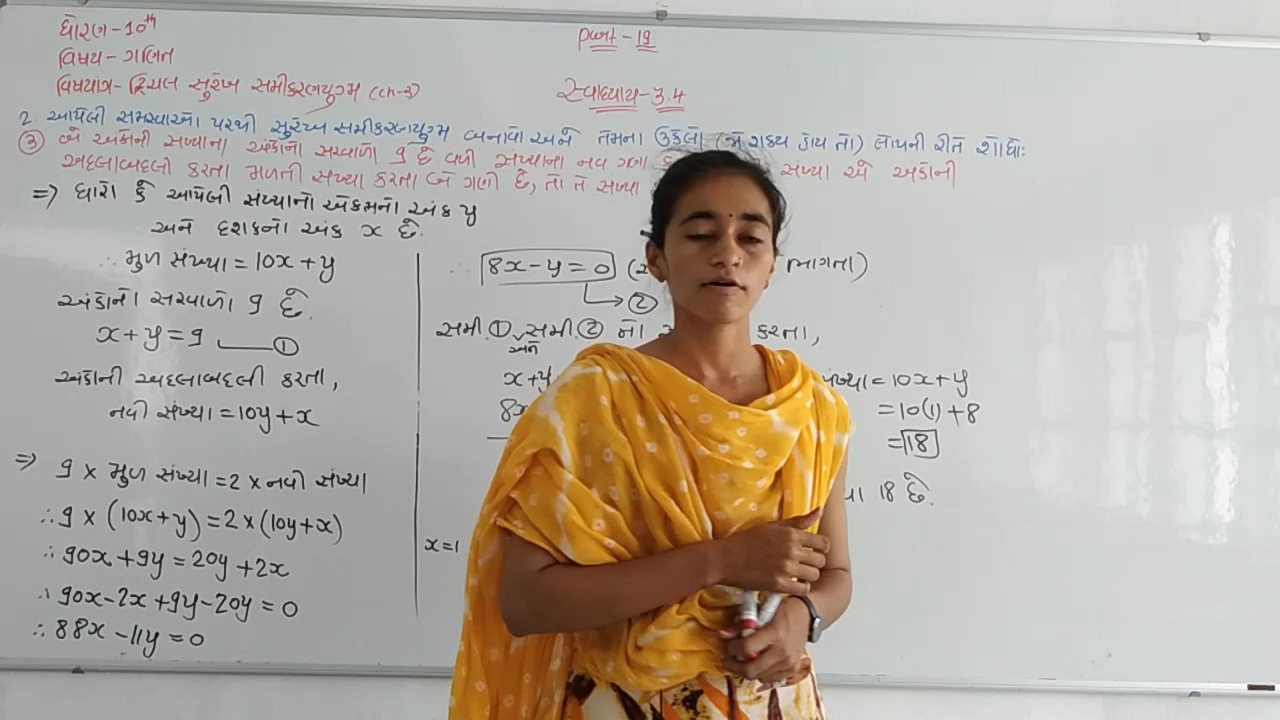 ધોરણ-10th
વિષય-ગણિત
વિષયાંગ-દ્વિચલ સુરેખ સમીકરણયુગ્મ (ch-3)
Part-19
સ્વાધ્યાય-3.4
2. આપેલી સમસ્યાઓ પરથી સુરેખ સમીકરણયુગ્મ બનાવો અને તેમના ઉકેલો (જો શક્ય હોય તો) લોપની રીતે શોધો:
③ બે અંકોની સંખ્યાના અંકોનો સરવાળો 9 છે વળી સંખ્યાના નવ ગણા સંખ્યા એ અંકોની
અદલાબદલી કરતા મળતી સંખ્યા કરતા બે ગણી છે, તો તે સંખ્યા
⇒ ધારો કે આપેલી સંખ્યાનો એકમનો અંક y
અને દશકનો અંક x છે.
∴ મુળ સંખ્યા = 10x+y
અંકોનો સરવાળો 9 છે.
x+y=9 ①
અંકોની અદલાબદલી કરતા,
નવી સંખ્યા = 10y+x
⇒ 9 x મુળ સંખ્યા = 2 x નવી સંખ્યા
∴ 9 x (10x+y) = 2 x (10y+x)
∴ 90x+9y = 20y+2x
∴ 90x-2x+9y-20y = 0
∴ 88x-11y = 0
∴ 8x-y=0 ભાગતા)
→ ②
સમી.① અને સમી.② નો કરતા,
x+y
8x
x=1
= 10x+y
= 10(1)+8
= 18
18 છે.